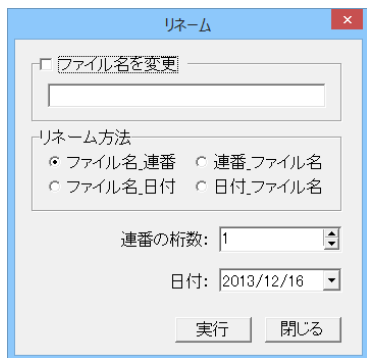 リネーム
ファイル名を変更
リネーム方法
ファイル名_連番 連番_ファイル名
ファイル名_日付 日付_ファイル名
連番の桁数: 1
日付: 2013/12/16
実行 閉じる